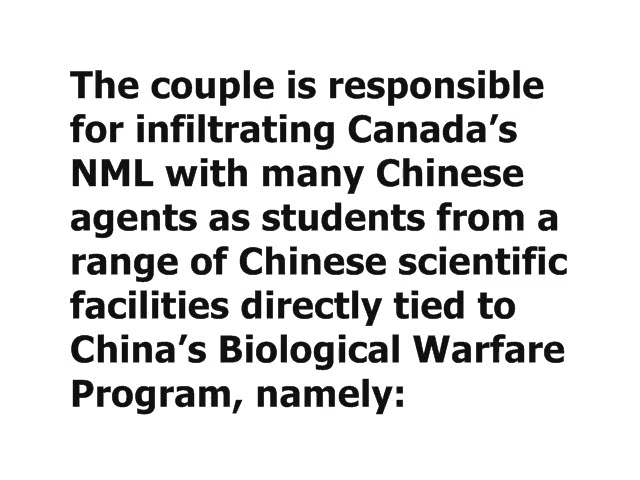 The couple is responsible
for infiltrating Canada’s
NML with many Chinese
agents as students from a
range of Chinese scientific
facilities directly tied to
China’s Biological Warfare
Program, namely: